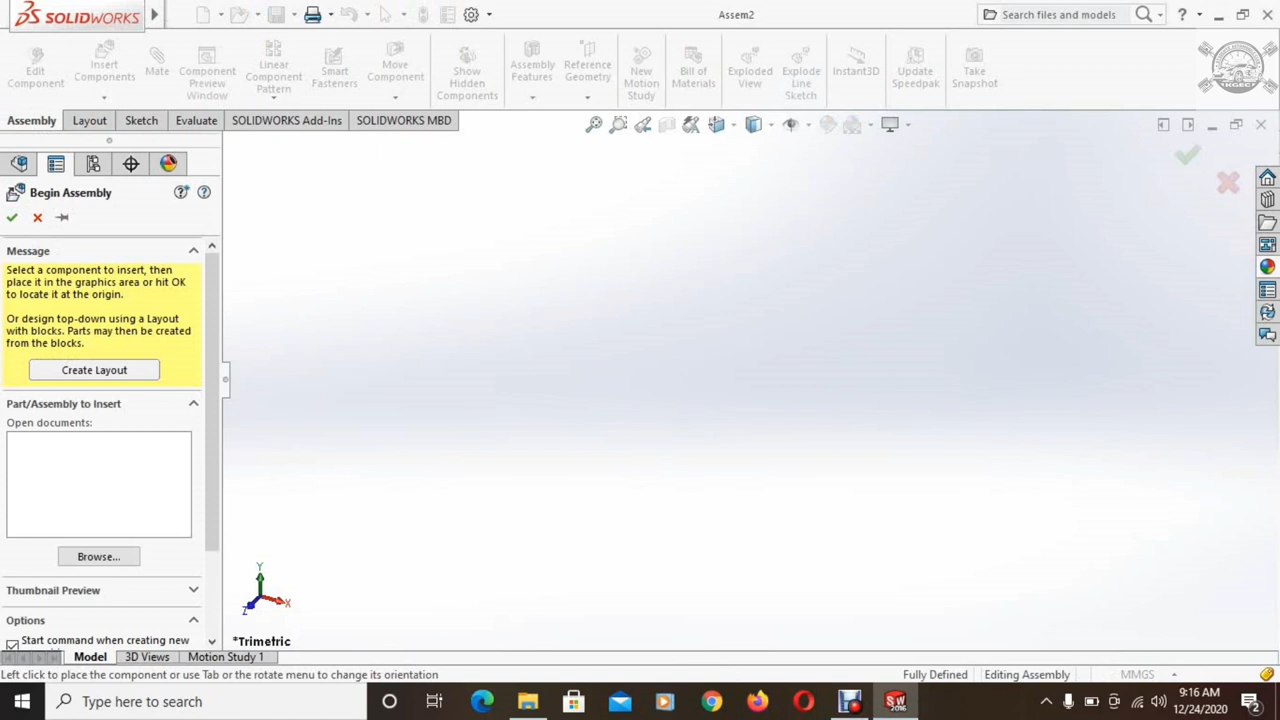 SOLIDWORKS
Assem2
Search files and models
Edit Component
Insert Components
Mate
Component Preview Window
Linear Component Pattern
Smart Fasteners
Move Component
Show Hidden Components
Assembly Features
Reference Geometry
New Motion Study
Bill of Materials
Exploded View
Explode Line Sketch
Instant3D
Update Speedpak
Take Snapshot
Assembly
Layout
Sketch
Evaluate
SOLIDWORKS Add-Ins
SOLIDWORKS MBD
Begin Assembly
Message
Select a component to insert, then
place it in the graphics area or hit OK
to locate it at the origin.
Or design top-down using a Layout
with blocks. Parts may then be created
from the blocks.
Create Layout
Part/Assembly to Insert
Open documents:
Browse...
Thumbnail Preview
Options
Start command when creating new
Y
X
Z
*Trimetric
Model
3D Views
Motion Study 1
Left click to place the component or use Tab or the rotate menu to change its orientation
Fully Defined
Editing Assembly
MMGS
Type here to search
SW
2016
9:16 AM
12/24/2020
2